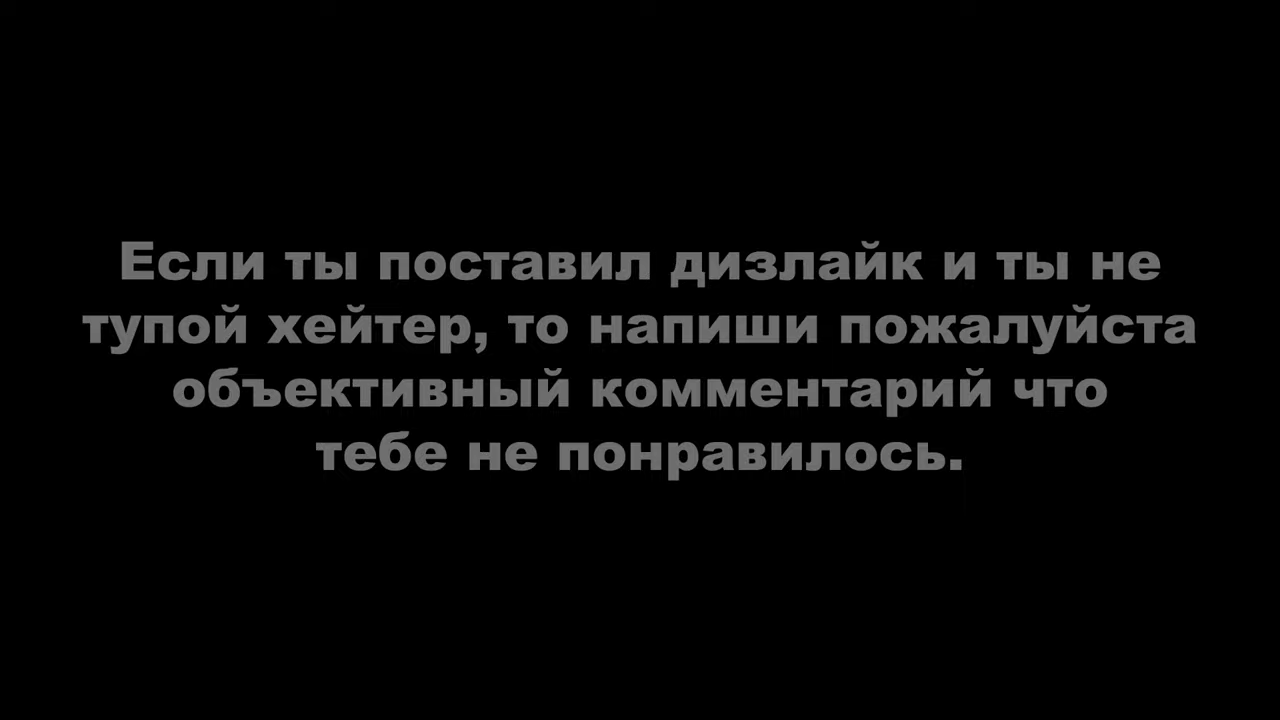 Если ты поставил дизлайк и ты не
тупой хейтер, то напиши пожалуйста
объективный комментарий что
тебе не понравилось.